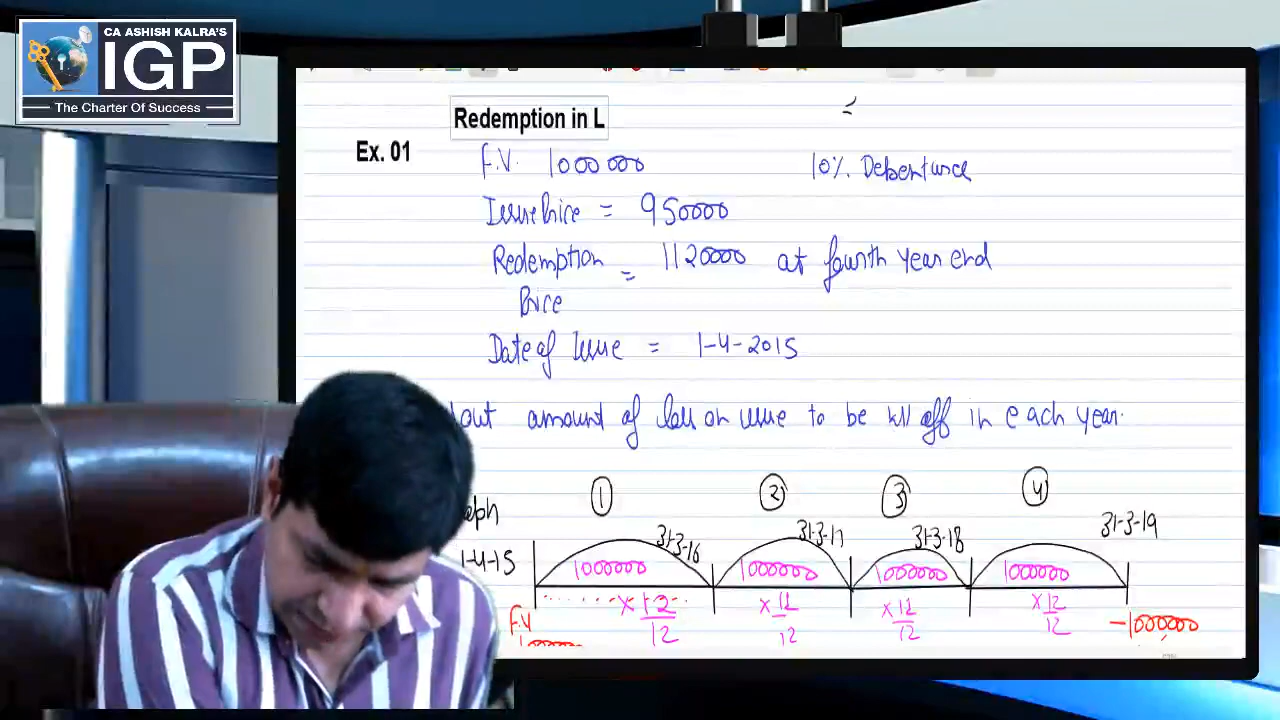 CA ASHISH KALRA'S
IGP
The Charter Of Success
Redemption in L
=
Ex. 01
F.V. 1000000
10% Debenture
Issue Price = 950000
Redemption Price = 1120000 at fourth year end
Date of Issue = 1-4-2015
out amount of loss on issue to be w/off in each year.
aph
1 2 3 4
1-4-15 31-3-16 31-3-17 31-3-18 31-3-19
1000000 1000000 1000000 1000000
× 12/12 × 12/12 × 12/12 × 12/12
F.V
-1000000